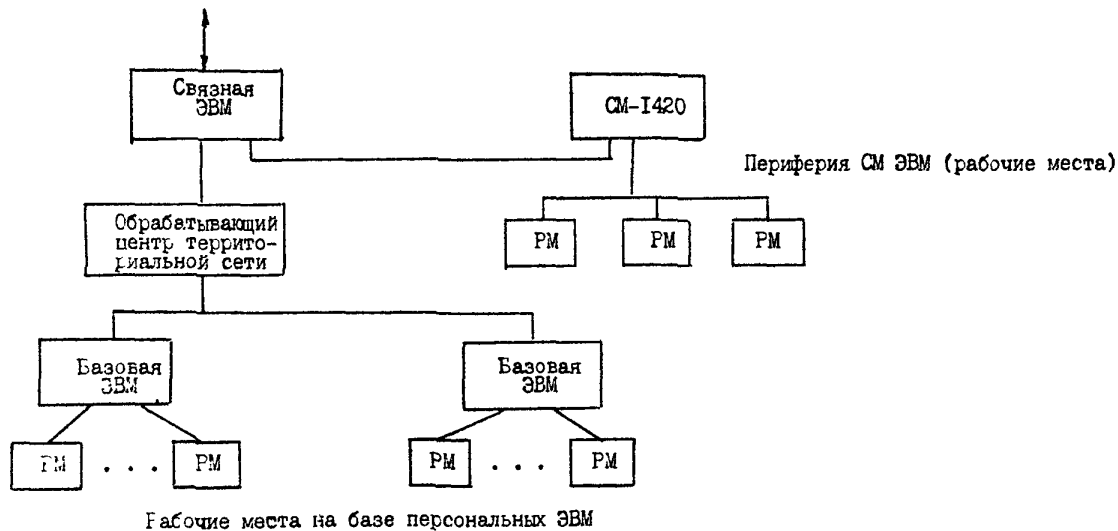 Связная
ЭВМ
СМ-I420
Периферия СМ ЭВМ (рабочие места)
Обрабатывающий
центр террито-
риальной сети
РМ
РМ
РМ
Базовая
ЭВМ
Базовая
ЭВМ
РМ
. . .
РМ
РМ
. . .
РМ
Рабочие места на базе персональных ЭВМ